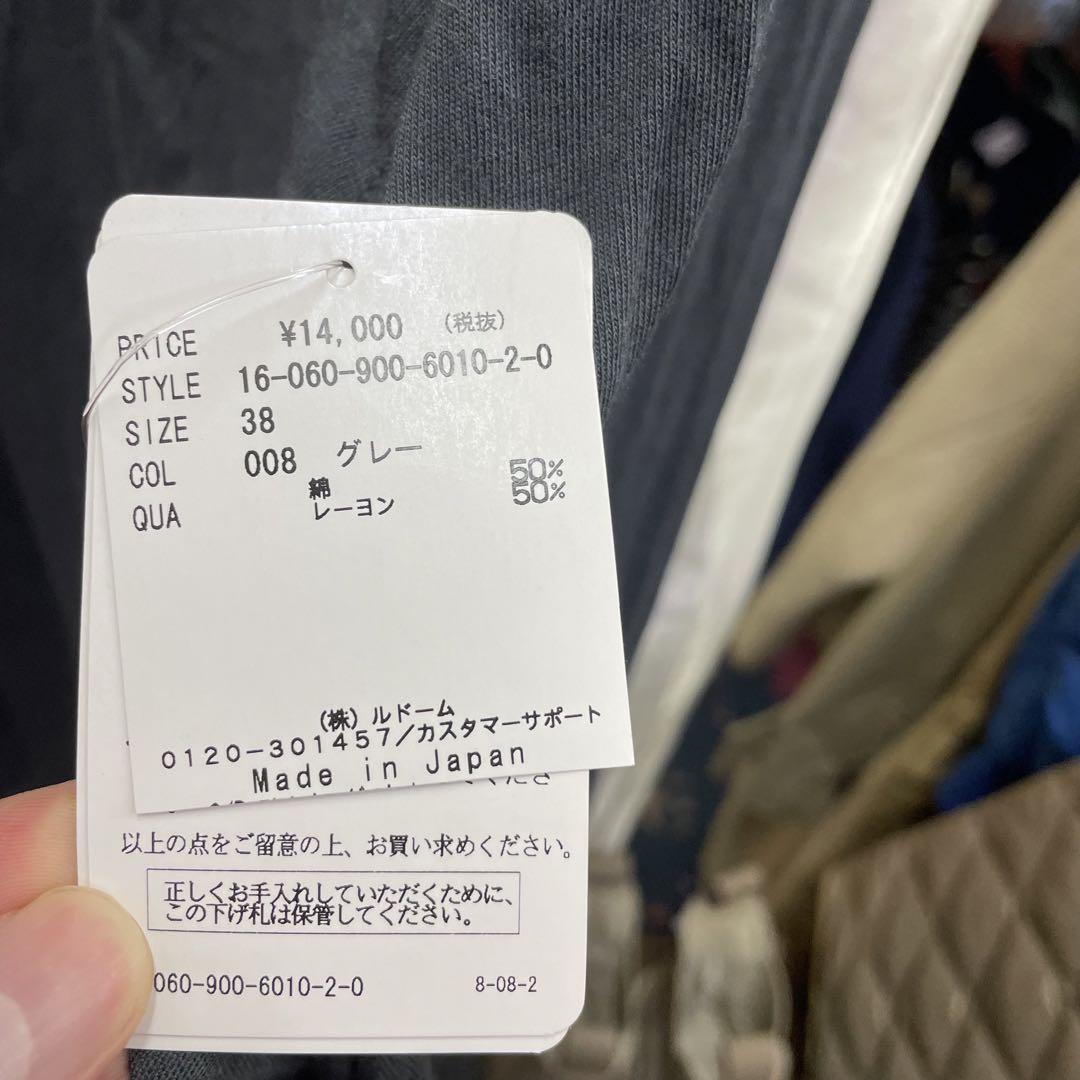 PRICE ¥14,000 (税抜)
STYLE 16-060-900-6010-2-0
SIZE 38
COL 008 グレー
QUA 綿 50%
レーヨン 50%
(株)ルドーム
0120-301457/カスタマーサポート
Made in Japan
以上の点をご留意の上、お買い求めください。
正しくお手入れしていただくために、
この下げ札は保管してください。
060-900-6010-2-0 8-08-2